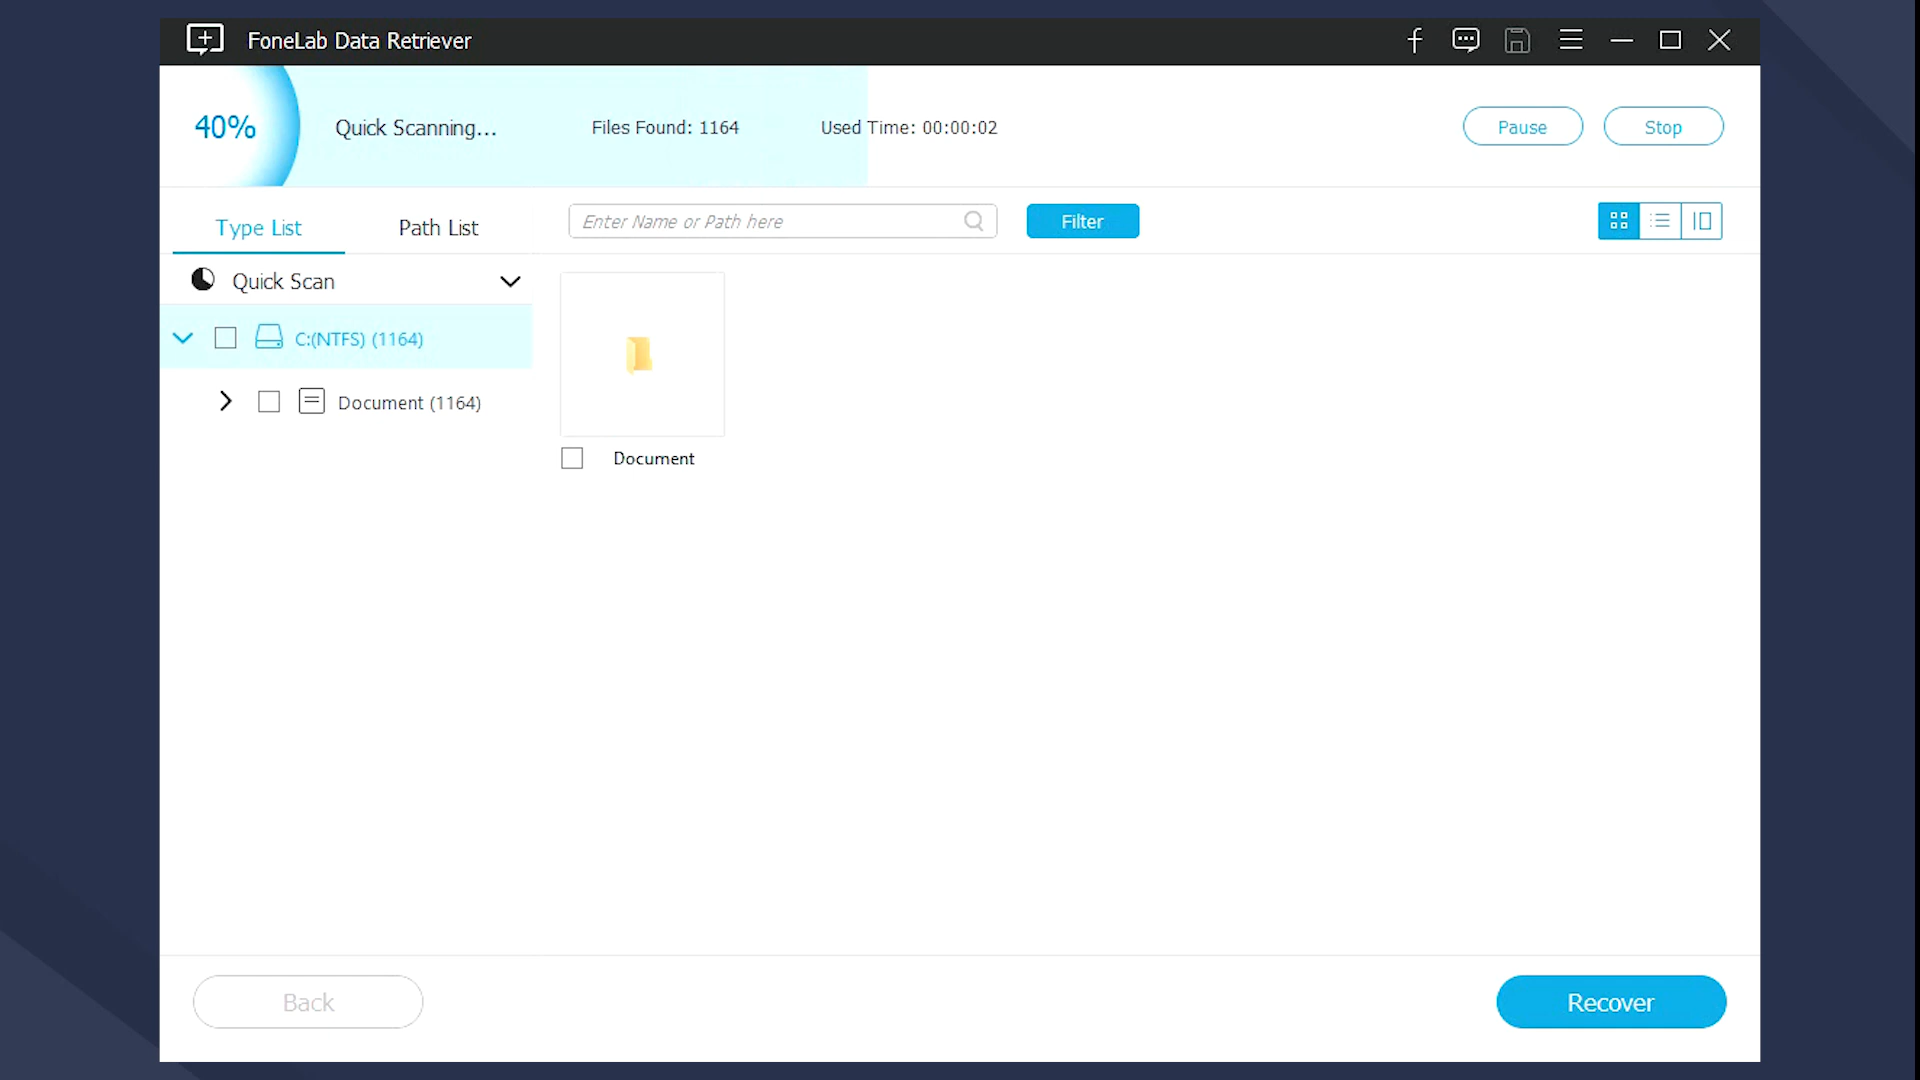 FoneLab Data Retriever
40%
Quick Scanning...
Files Found: 1164
Used Time: 00:00:02
Pause
Stop
Type List
Path List
Enter Name or Path here
Filter
Quick Scan
C:(NTFS) (1164)
Document (1164)
Document
Back
Recover